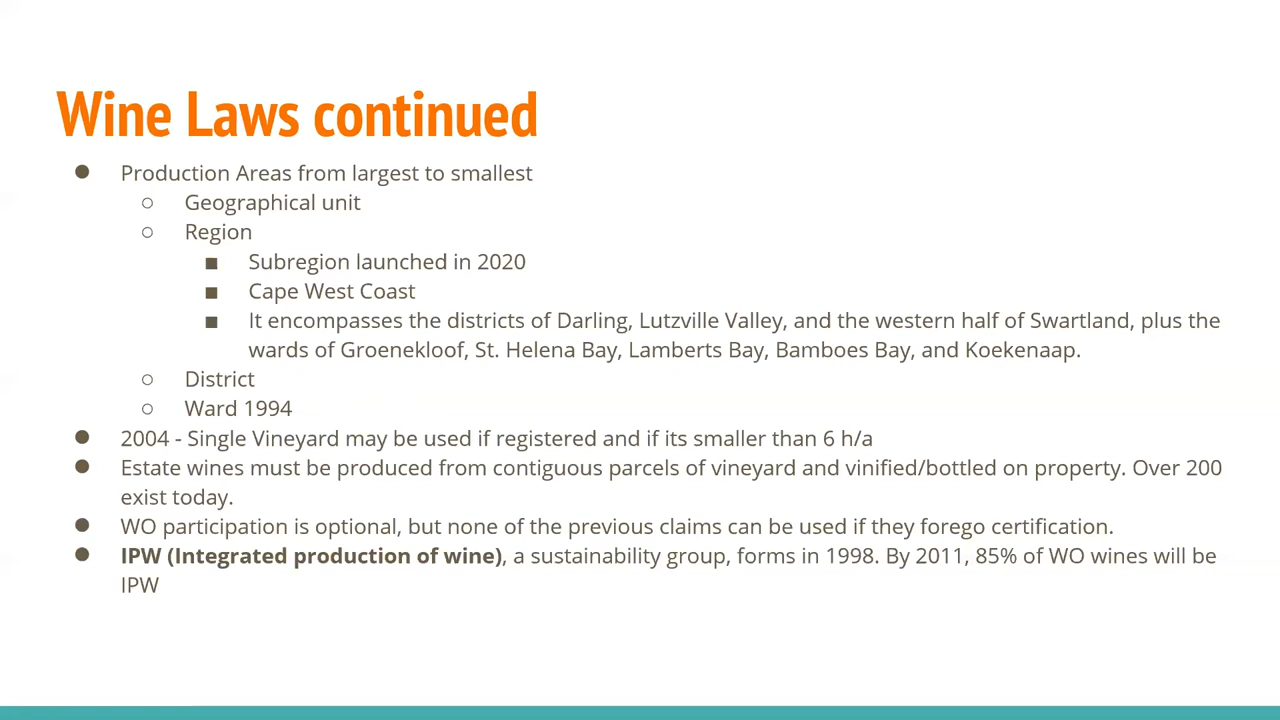 Wine Laws continued
● Production Areas from largest to smallest
○ Geographical unit
○ Region
■ Subregion launched in 2020
■ Cape West Coast
■ It encompasses the districts of Darling, Lutzville Valley, and the western half of Swartland, plus the
wards of Groenekloof, St. Helena Bay, Lamberts Bay, Bamboes Bay, and Koekenaap.
○ District
○ Ward 1994
● 2004 - Single Vineyard may be used if registered and if its smaller than 6 h/a
● Estate wines must be produced from contiguous parcels of vineyard and vinified/bottled on property. Over 200
exist today.
● WO participation is optional, but none of the previous claims can be used if they forego certification.
● IPW (Integrated production of wine), a sustainability group, forms in 1998. By 2011, 85% of WO wines will be
IPW